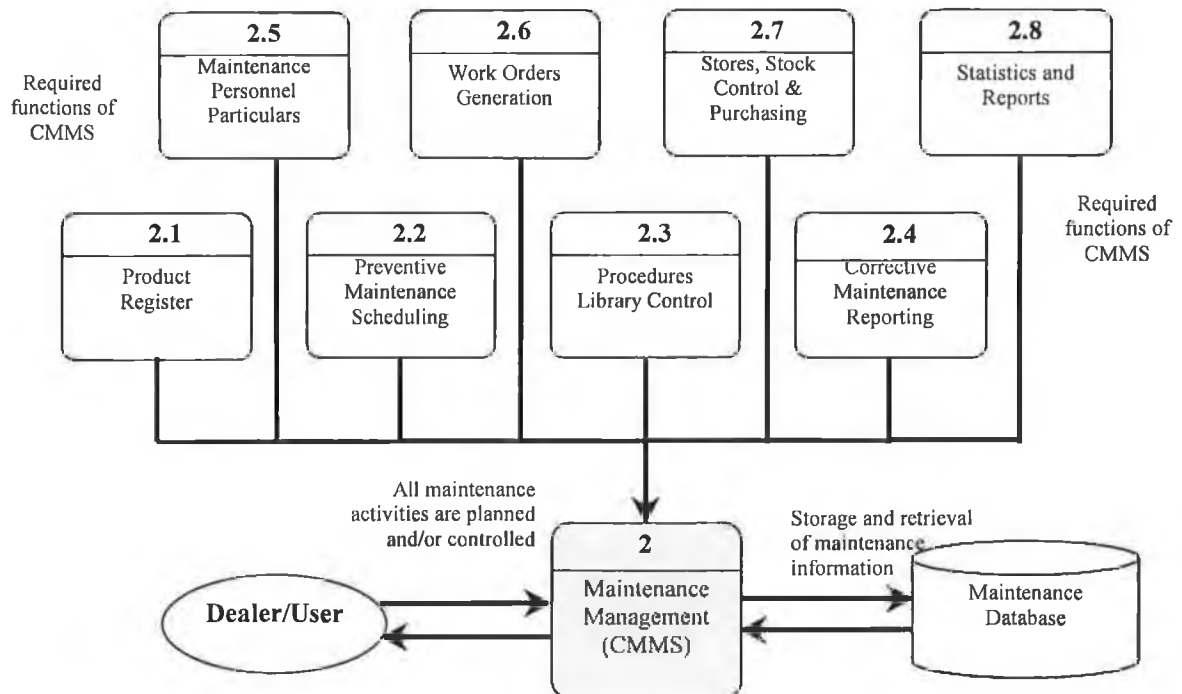 2.5
Maintenance
Personnel
Particulars
2.6
Work Orders
Generation
2.7
Stores, Stock
Control &
Purchasing
2.8
Statistics and
Reports
Required
functions of
CMMS
2.1
Product
Register
2.2
Preventive
Maintenance
Scheduling
2.3
Procedures
Library Control
2.4
Corrective
Maintenance
Reporting
Required
functions of
CMMS
All maintenance
activities are planned
and/or controlled
2
Maintenance
Management
(CMMS)
Storage and retrieval
of maintenance
information
Dealer/User
Maintenance
Database